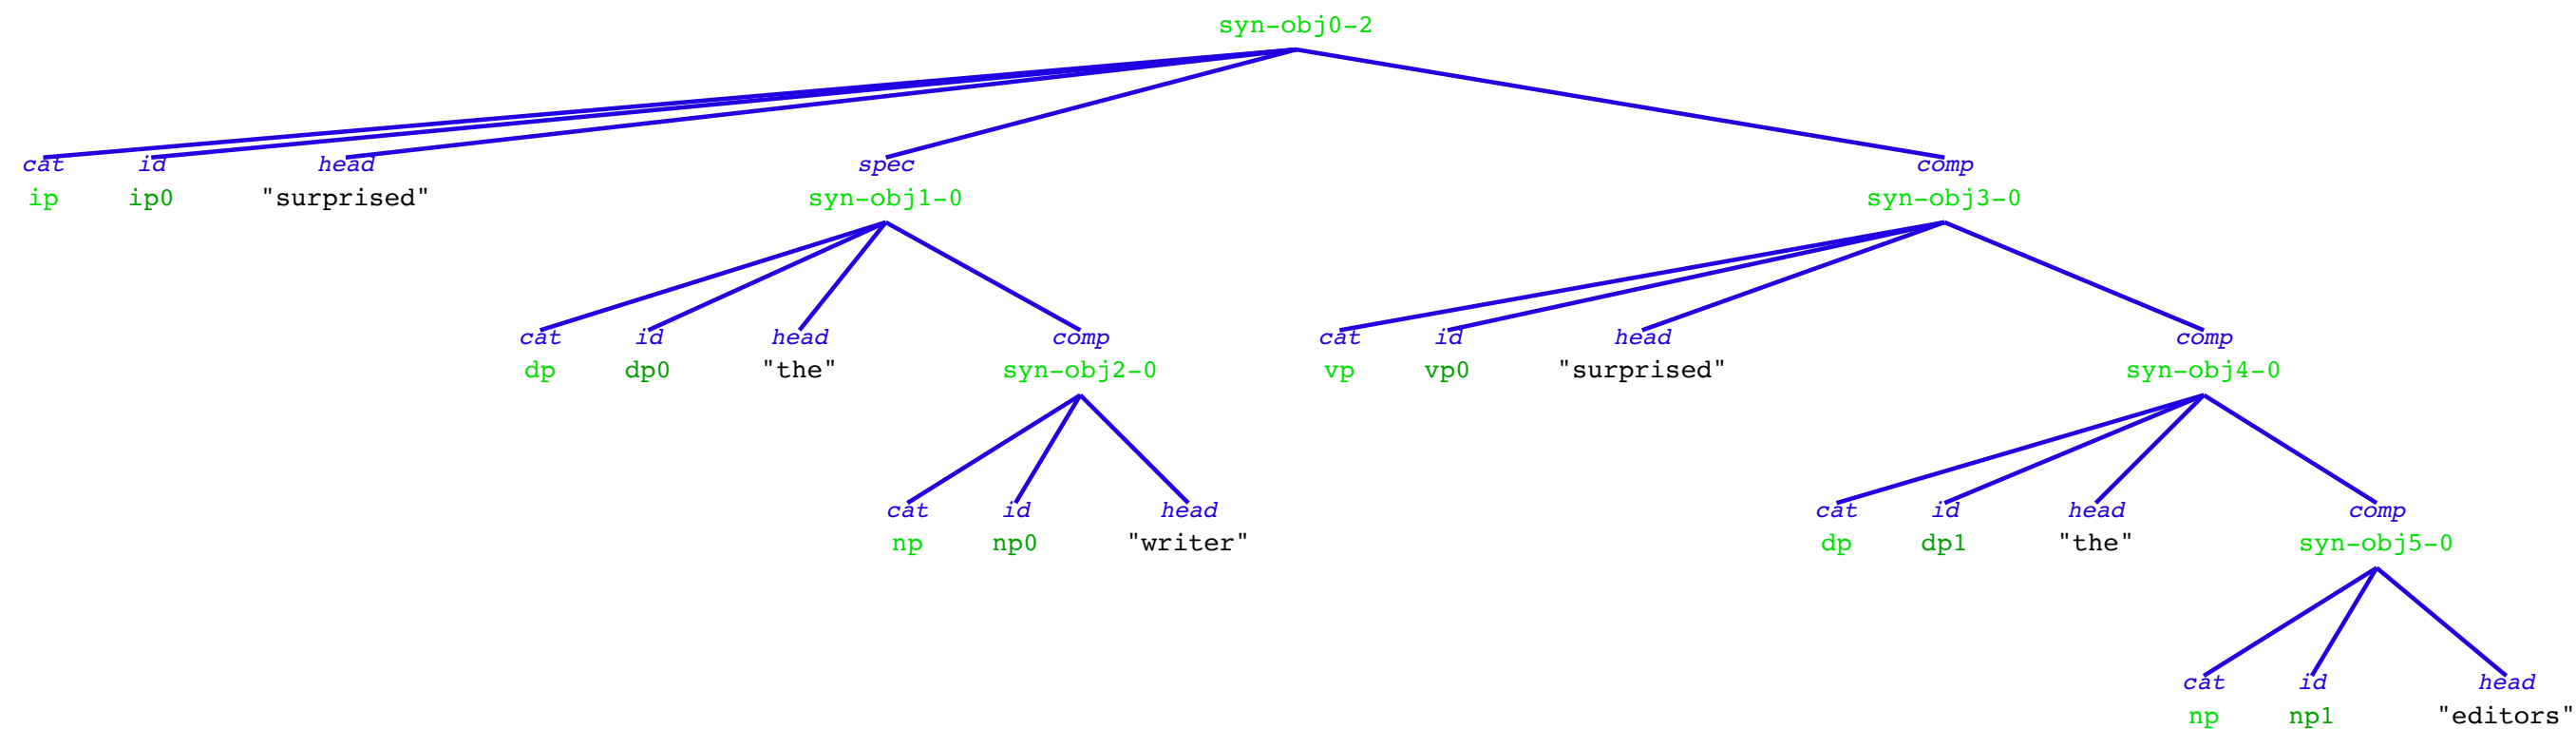 syn-obj0-2
cat id head spec comp
ip ip0 "surprised" syn-obj1-0 syn-obj3-0
cat id head comp cat id head comp
dp dp0 "the" syn-obj2-0 vp vp0 "surprised" syn-obj4-0
cat id head cat id head comp
np np0 "writer" dp dp1 "the" syn-obj5-0
cat id head
np np1 "editors"